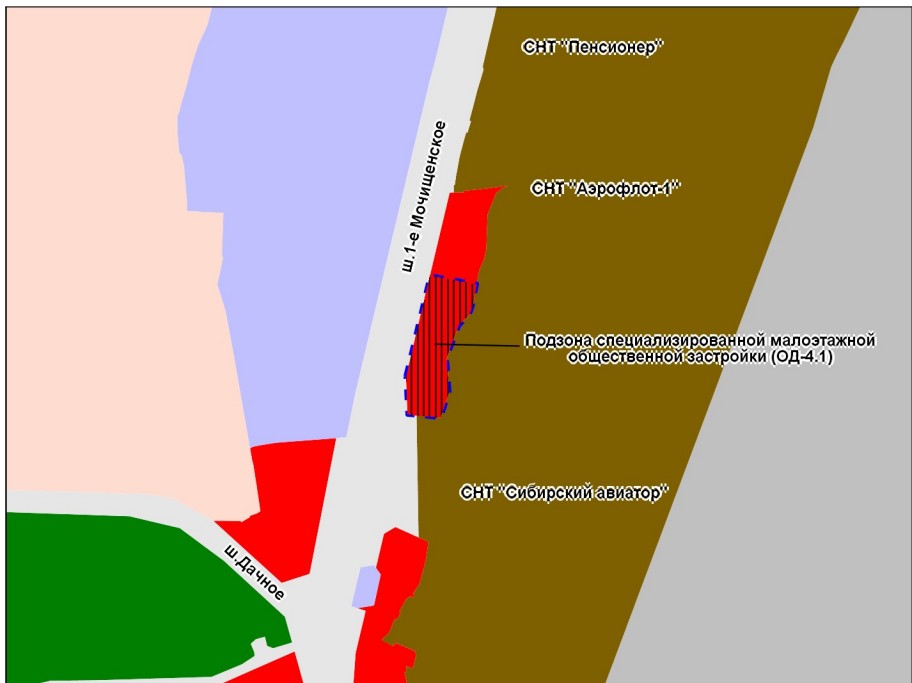 СНТ "Пенсионер"
ш.1-е Мочищенское
СНТ "Аэрофлот-1"
Подзона специализированной малоэтажной
общественной застройки (ОД-4.1)
СНТ "Сибирский авиатор"
ш.Дачное